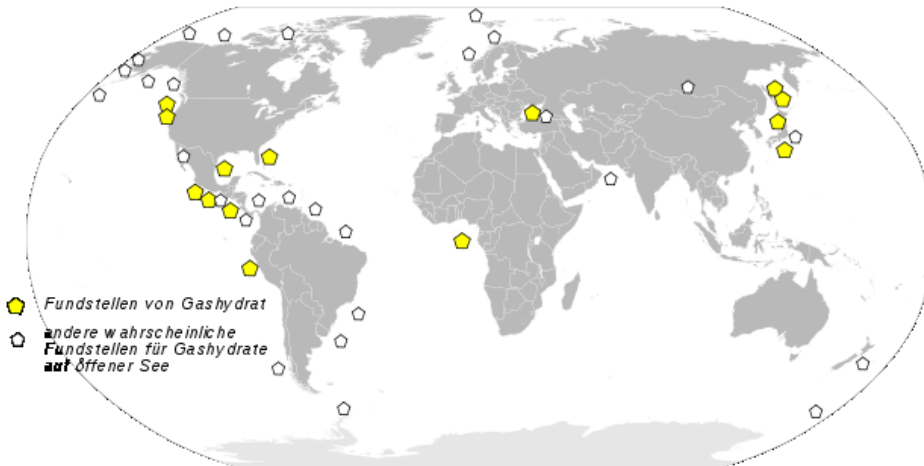 Fundstellen von Gashydrat
andere wahrscheinliche
Fundstellen für Gashydrate
auf offener See